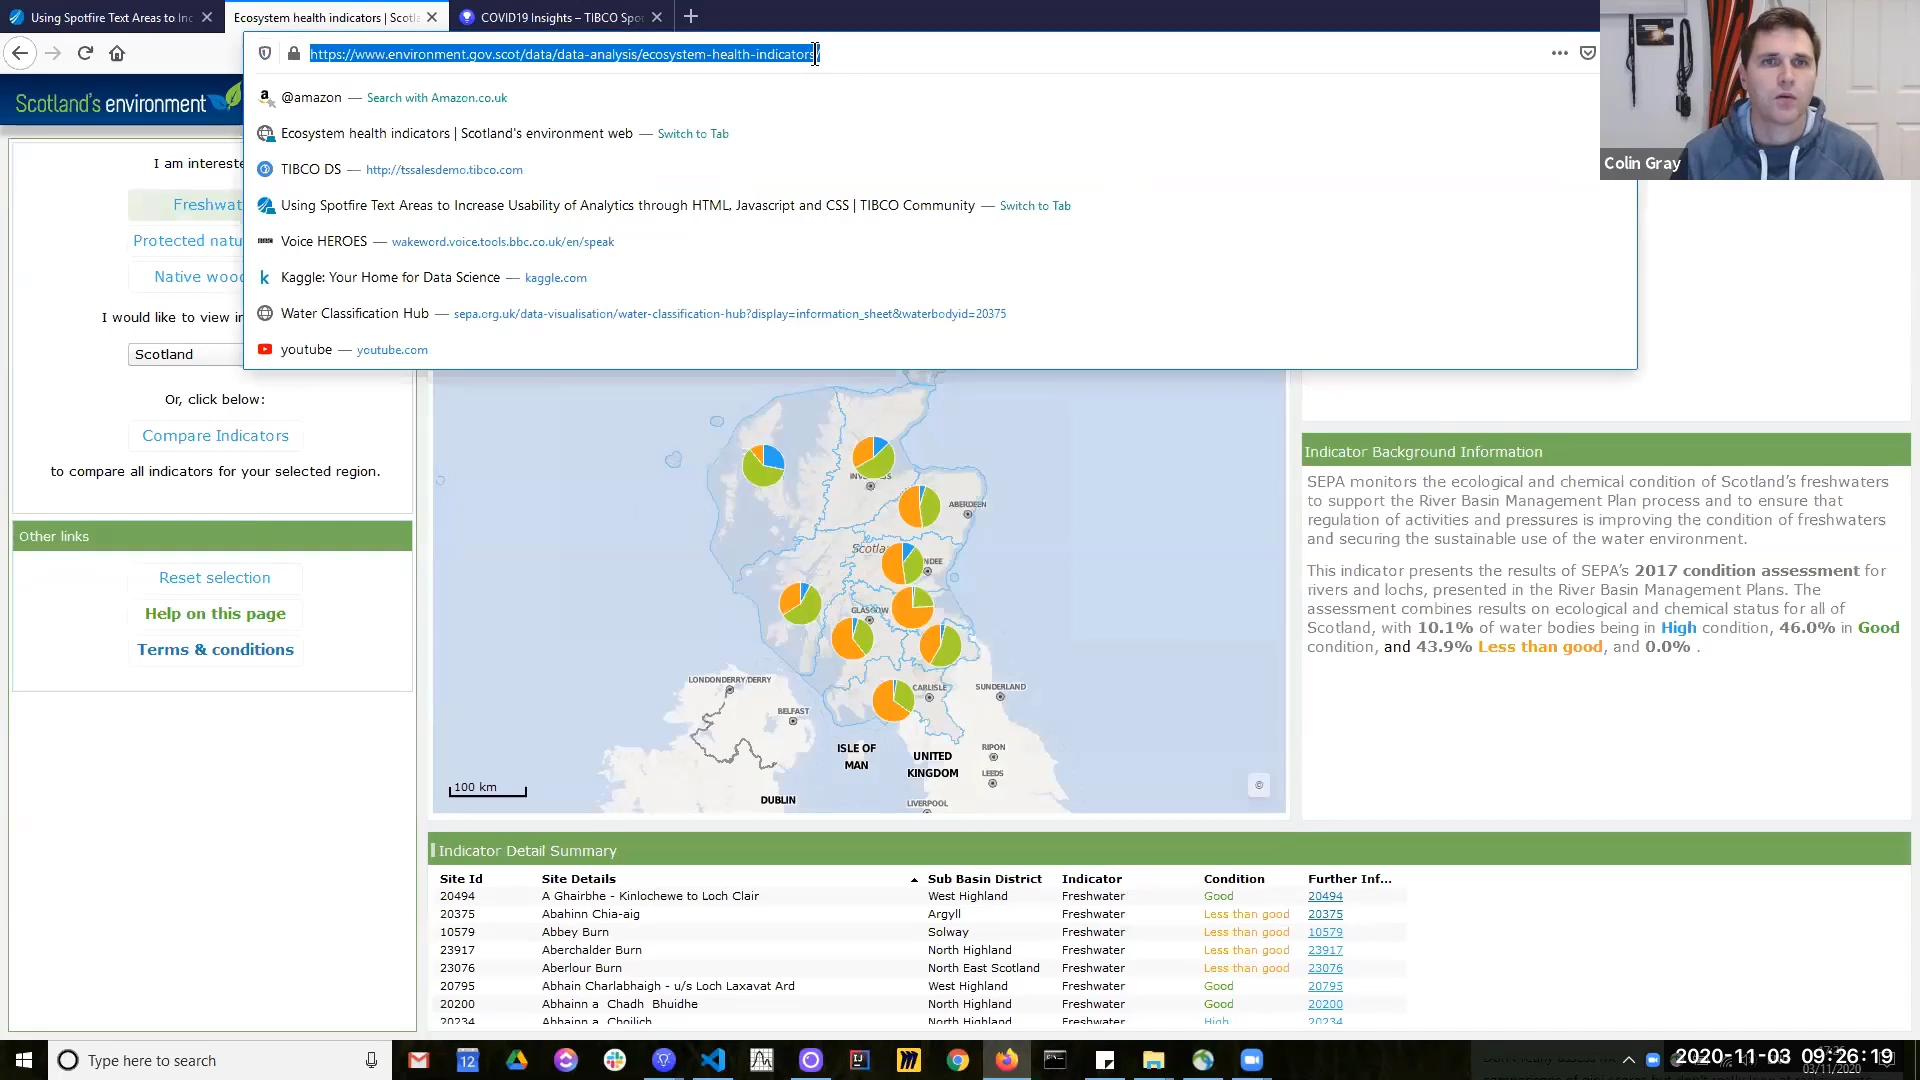 Using Spotfire Text Areas to Inc
Ecosystem health indicators | Scotla
COVID19 Insights – TIBCO Spot
https://www.environment.gov.scot/data/data-analysis/ecosystem-health-indicators/
Scotland's environment
@amazon — Search with Amazon.co.uk
Ecosystem health indicators | Scotland's environment web — Switch to Tab
TIBCO DS — http://tssalesdemo.tibco.com
Using Spotfire Text Areas to Increase Usability of Analytics through HTML, Javascript and CSS | TIBCO Community — Switch to Tab
Voice HEROES — wakeword.voice.tools.bbc.co.uk/en/speak
Kaggle: Your Home for Data Science — kaggle.com
Water Classification Hub — sepa.org.uk/data-visualisation/water-classification-hub?display=information_sheet&waterbodyid=20375
youtube — youtube.com
Colin Gray
I am intereste
Freshwat
Protected natu
Native wood
I would like to view in
Scotland
Or, click below:
Compare Indicators
to compare all indicators for your selected region.
Other links
Reset selection
Help on this page
Terms & conditions
ABERDEEN
Scotla
NDEE
GLASGOW
LONDONDERRY/DERRY
CARLISLE
SUNDERLAND
BELFAST
ISLE OF
MAN
UNITED
KINGDOM
RIPON
LEEDS
DUBLIN
LIVERPOOL
100 km
©
Indicator Background Information
SEPA monitors the ecological and chemical condition of Scotland's freshwaters
to support the River Basin Management Plan process and to ensure that
regulation of activities and pressures is improving the condition of freshwaters
and securing the sustainable use of the water environment.
This indicator presents the results of SEPA's 2017 condition assessment for
rivers and lochs, presented in the River Basin Management Plans. The
assessment combines results on ecological and chemical status for all of
Scotland, with 10.1% of water bodies being in High condition, 46.0% in Good
condition, and 43.9% Less than good, and 0.0% .
Indicator Detail Summary
Site Id Site Details Sub Basin District Indicator Condition Further Inf...
20494 A Ghairbhe - Kinlochewe to Loch Clair West Highland Freshwater Good 20494
20375 Abahinn Chia-aig Argyll Freshwater Less than good 20375
10579 Abbey Burn Solway Freshwater Less than good 10579
23917 Aberchalder Burn North Highland Freshwater Less than good 23917
23076 Aberlour Burn North East Scotland Freshwater Less than good 23076
20795 Abhain Charlabhaigh - u/s Loch Laxavat Ard West Highland Freshwater Good 20795
20200 Abhainn a Chadh Bhuidhe North Highland Freshwater Good 20200
20234 Abhainn a Choilich North Highland Freshwater High 20234
Type here to search
12
2020-11-03 09:26:19
03/11/2020